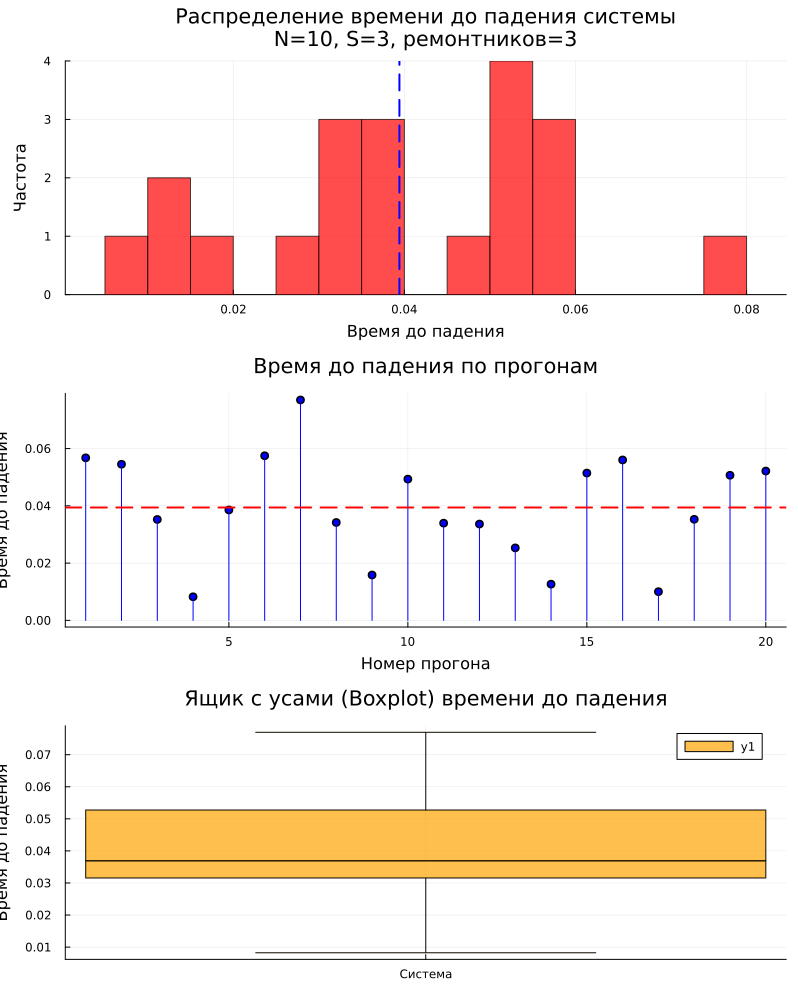 Распределение времени до падения системы
N=10, S=3, ремонтников=3
Частота
4
3
2
1
0
0.02
0.04
0.06
0.08
Время до падения
Время до падения по прогонам
Время до падения
0.06
0.04
0.02
0.00
5
10
15
20
Номер прогона
Ящик с усами (Boxplot) времени до падения
Время до падения
y1
0.07
0.06
0.05
0.04
0.03
0.02
0.01
Система